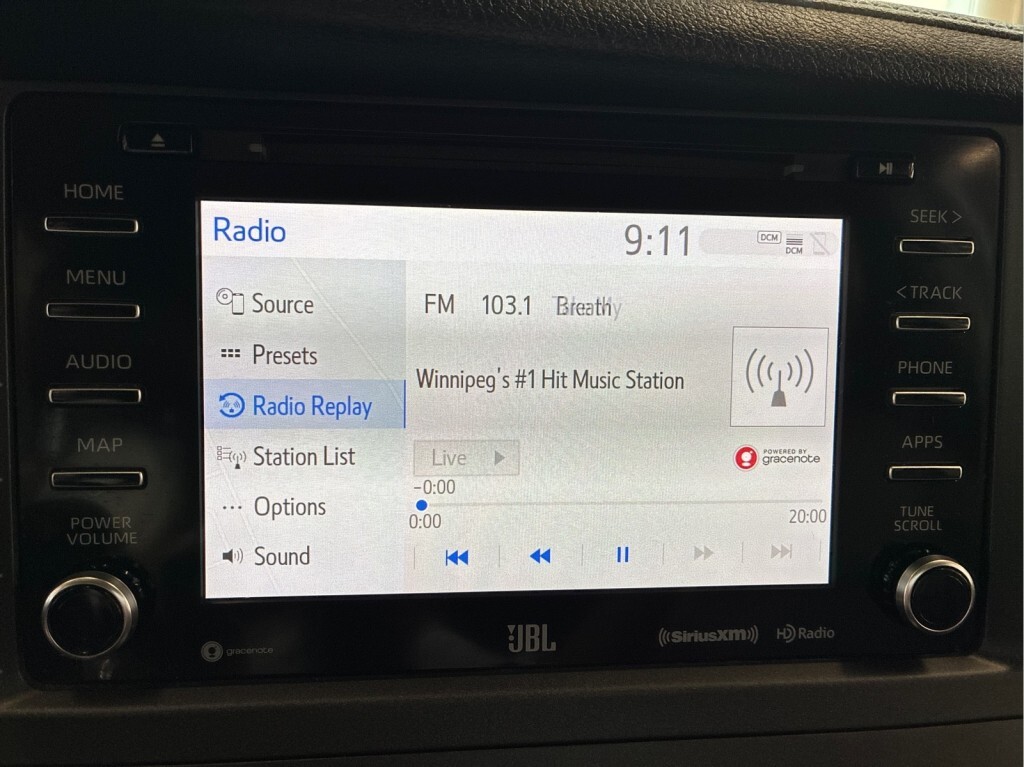 HOME
MENU
AUDIO
MAP
POWER
VOLUME
Radio
9:11
DCM
DCM
Source
Presets
Radio Replay
Station List
Options
Sound
FM 103.1
Winnipeg's #1 Hit Music Station
Live
POWERED BY
gracenote
-0:00
0:00
20:00
SEEK >
< TRACK
PHONE
APPS
TUNE
SCROLL
gracenote
JBL
((SiriusXM))
HD Radio